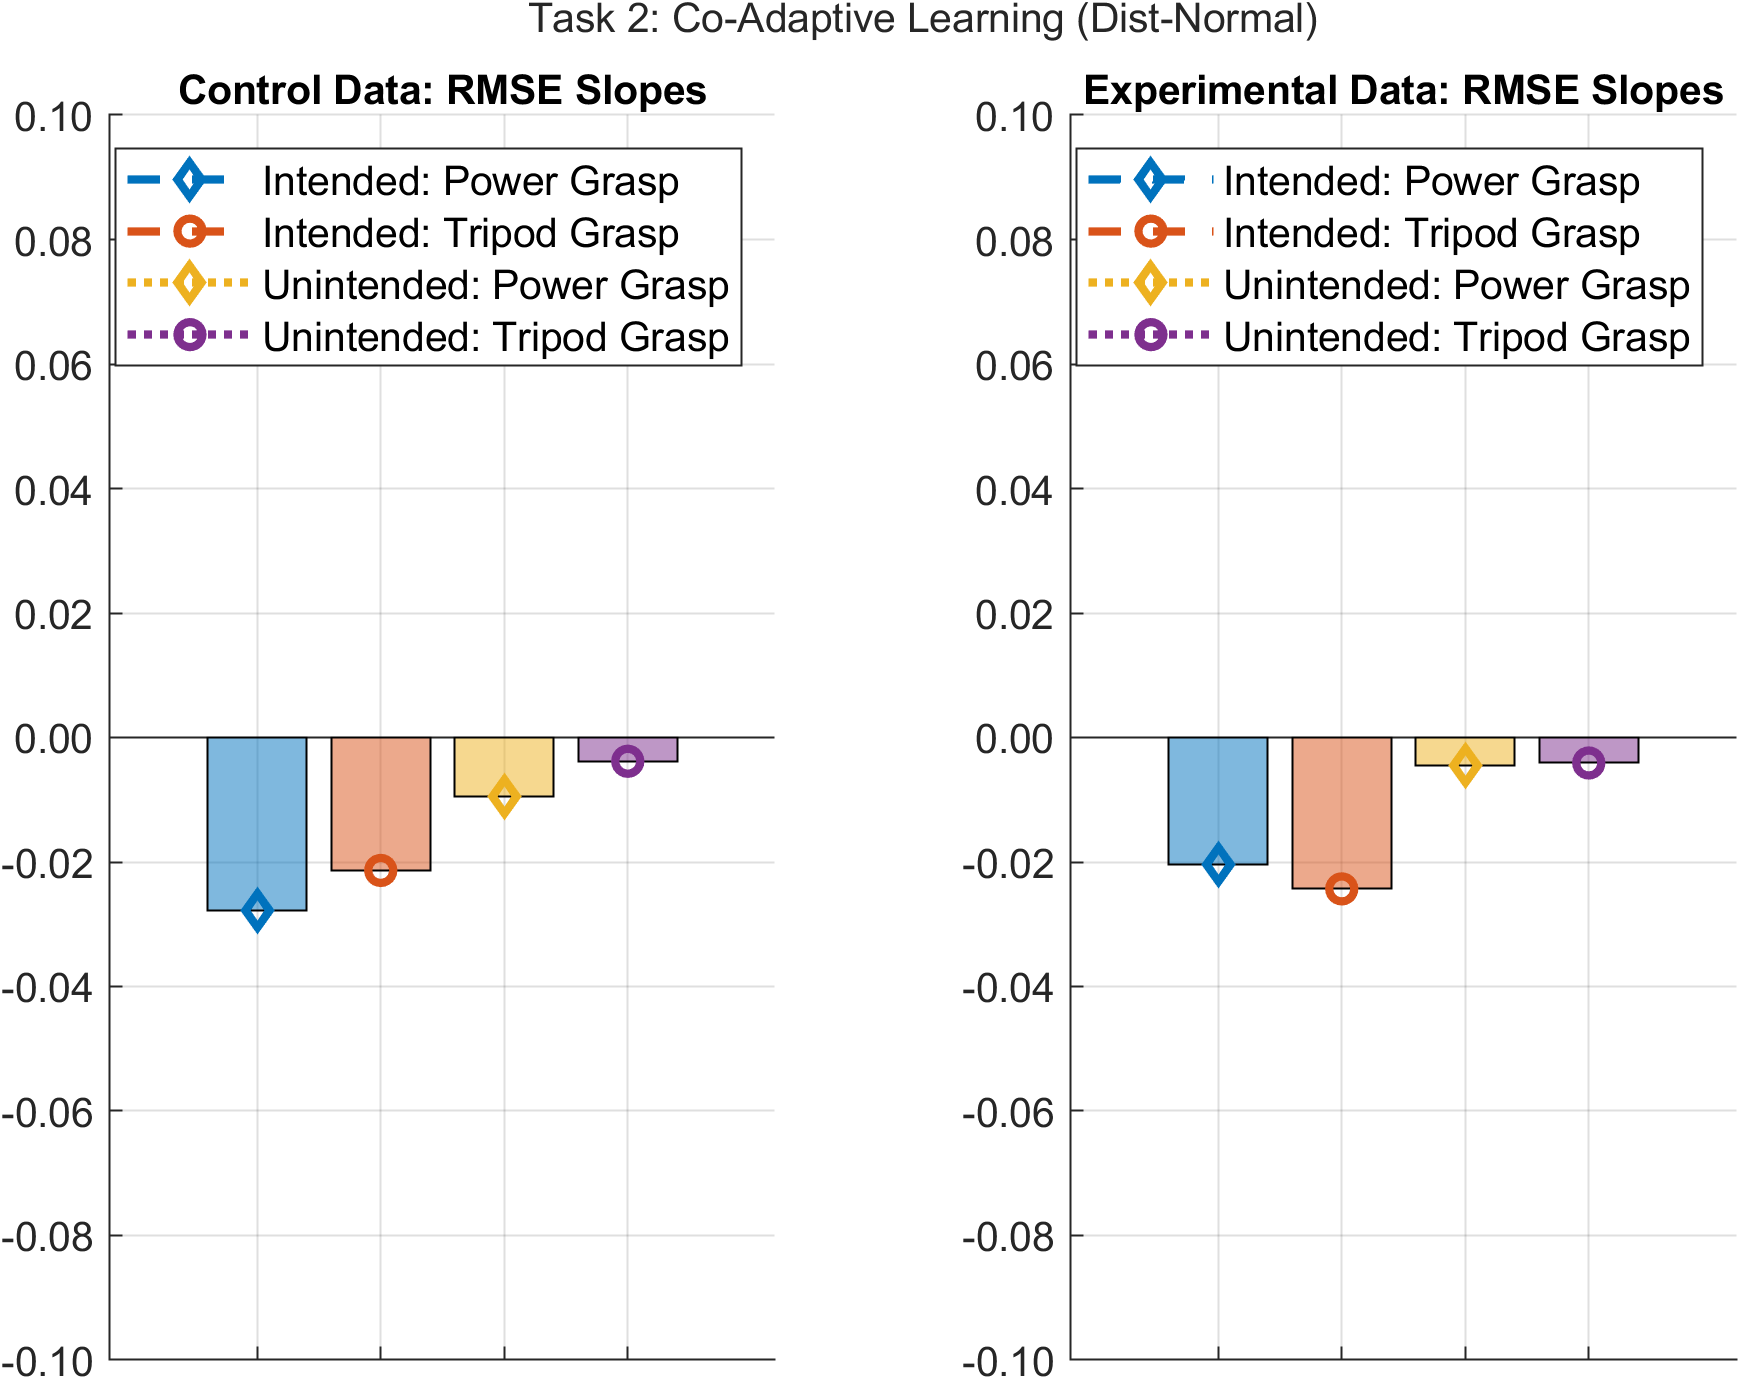 Task 2: Co-Adaptive Learning (Dist-Normal)
Control Data: RMSE Slopes
0.10
0.08
0.06
0.04
0.02
0.00
-0.02
-0.04
-0.06
-0.08
-0.10
Intended: Power Grasp
Intended: Tripod Grasp
Unintended: Power Grasp
Unintended: Tripod Grasp
Experimental Data: RMSE Slopes
0.10
0.08
0.06
0.04
0.02
0.00
-0.02
-0.04
-0.06
-0.08
-0.10
Intended: Power Grasp
Intended: Tripod Grasp
Unintended: Power Grasp
Unintended: Tripod Grasp